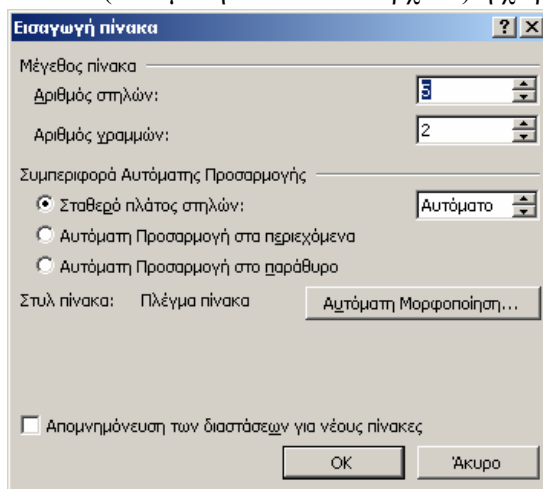 Εισαγωγή πίνακα
Μέγεθος πίνακα
Αριθμός στηλών: 5
Αριθμός γραμμών: 2
Συμπεριφορά Αυτόματης Προσαρμογής
Σταθερό πλάτος στηλών: Αυτόματο
Αυτόματη Προσαρμογή στα περιεχόμενα
Αυτόματη Προσαρμογή στο παράθυρο
Στυλ πίνακα: Πλέγμα πίνακα Αυτόματη Μορφοποίηση...
Απομνημόνευση των διαστάσεων για νέους πίνακες
OK Άκυρο